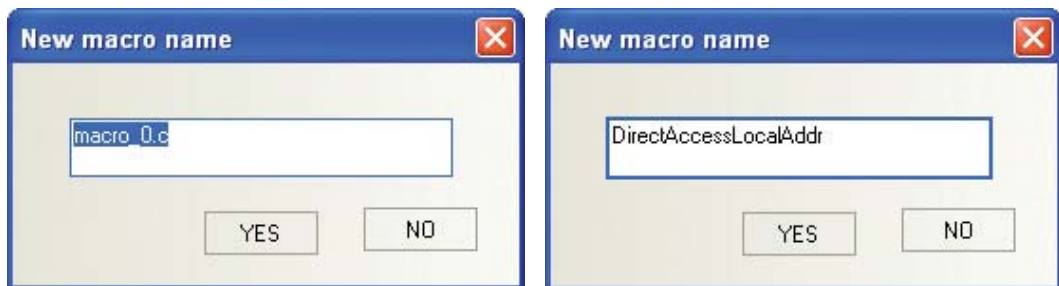 New macro name
macro_0.c
YES NO
New macro name
DirectAccessLocalAddr
YES NO